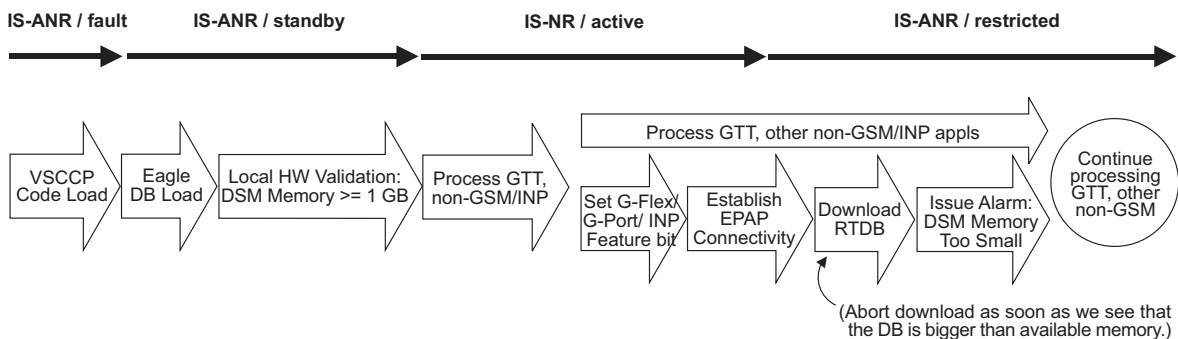 IS-ANR / fault
IS-ANR / standby
IS-NR / active
IS-ANR / restricted
Process GTT, other non-GSM/INP appls
VSCCP
Code Load
Eagle
DB Load
Local HW Validation:
DSM Memory >= 1 GB
Process GTT,
non-GSM/INP
Set G-Flex/
G-Port/ INP
Feature bit
Establish
EPAP
Connectivity
Download
RTDB
Issue Alarm:
DSM Memory
Too Small
Continue
processing
GTT, other
non-GSM
(Abort download as soon as we see that
the DB is bigger than available memory.)